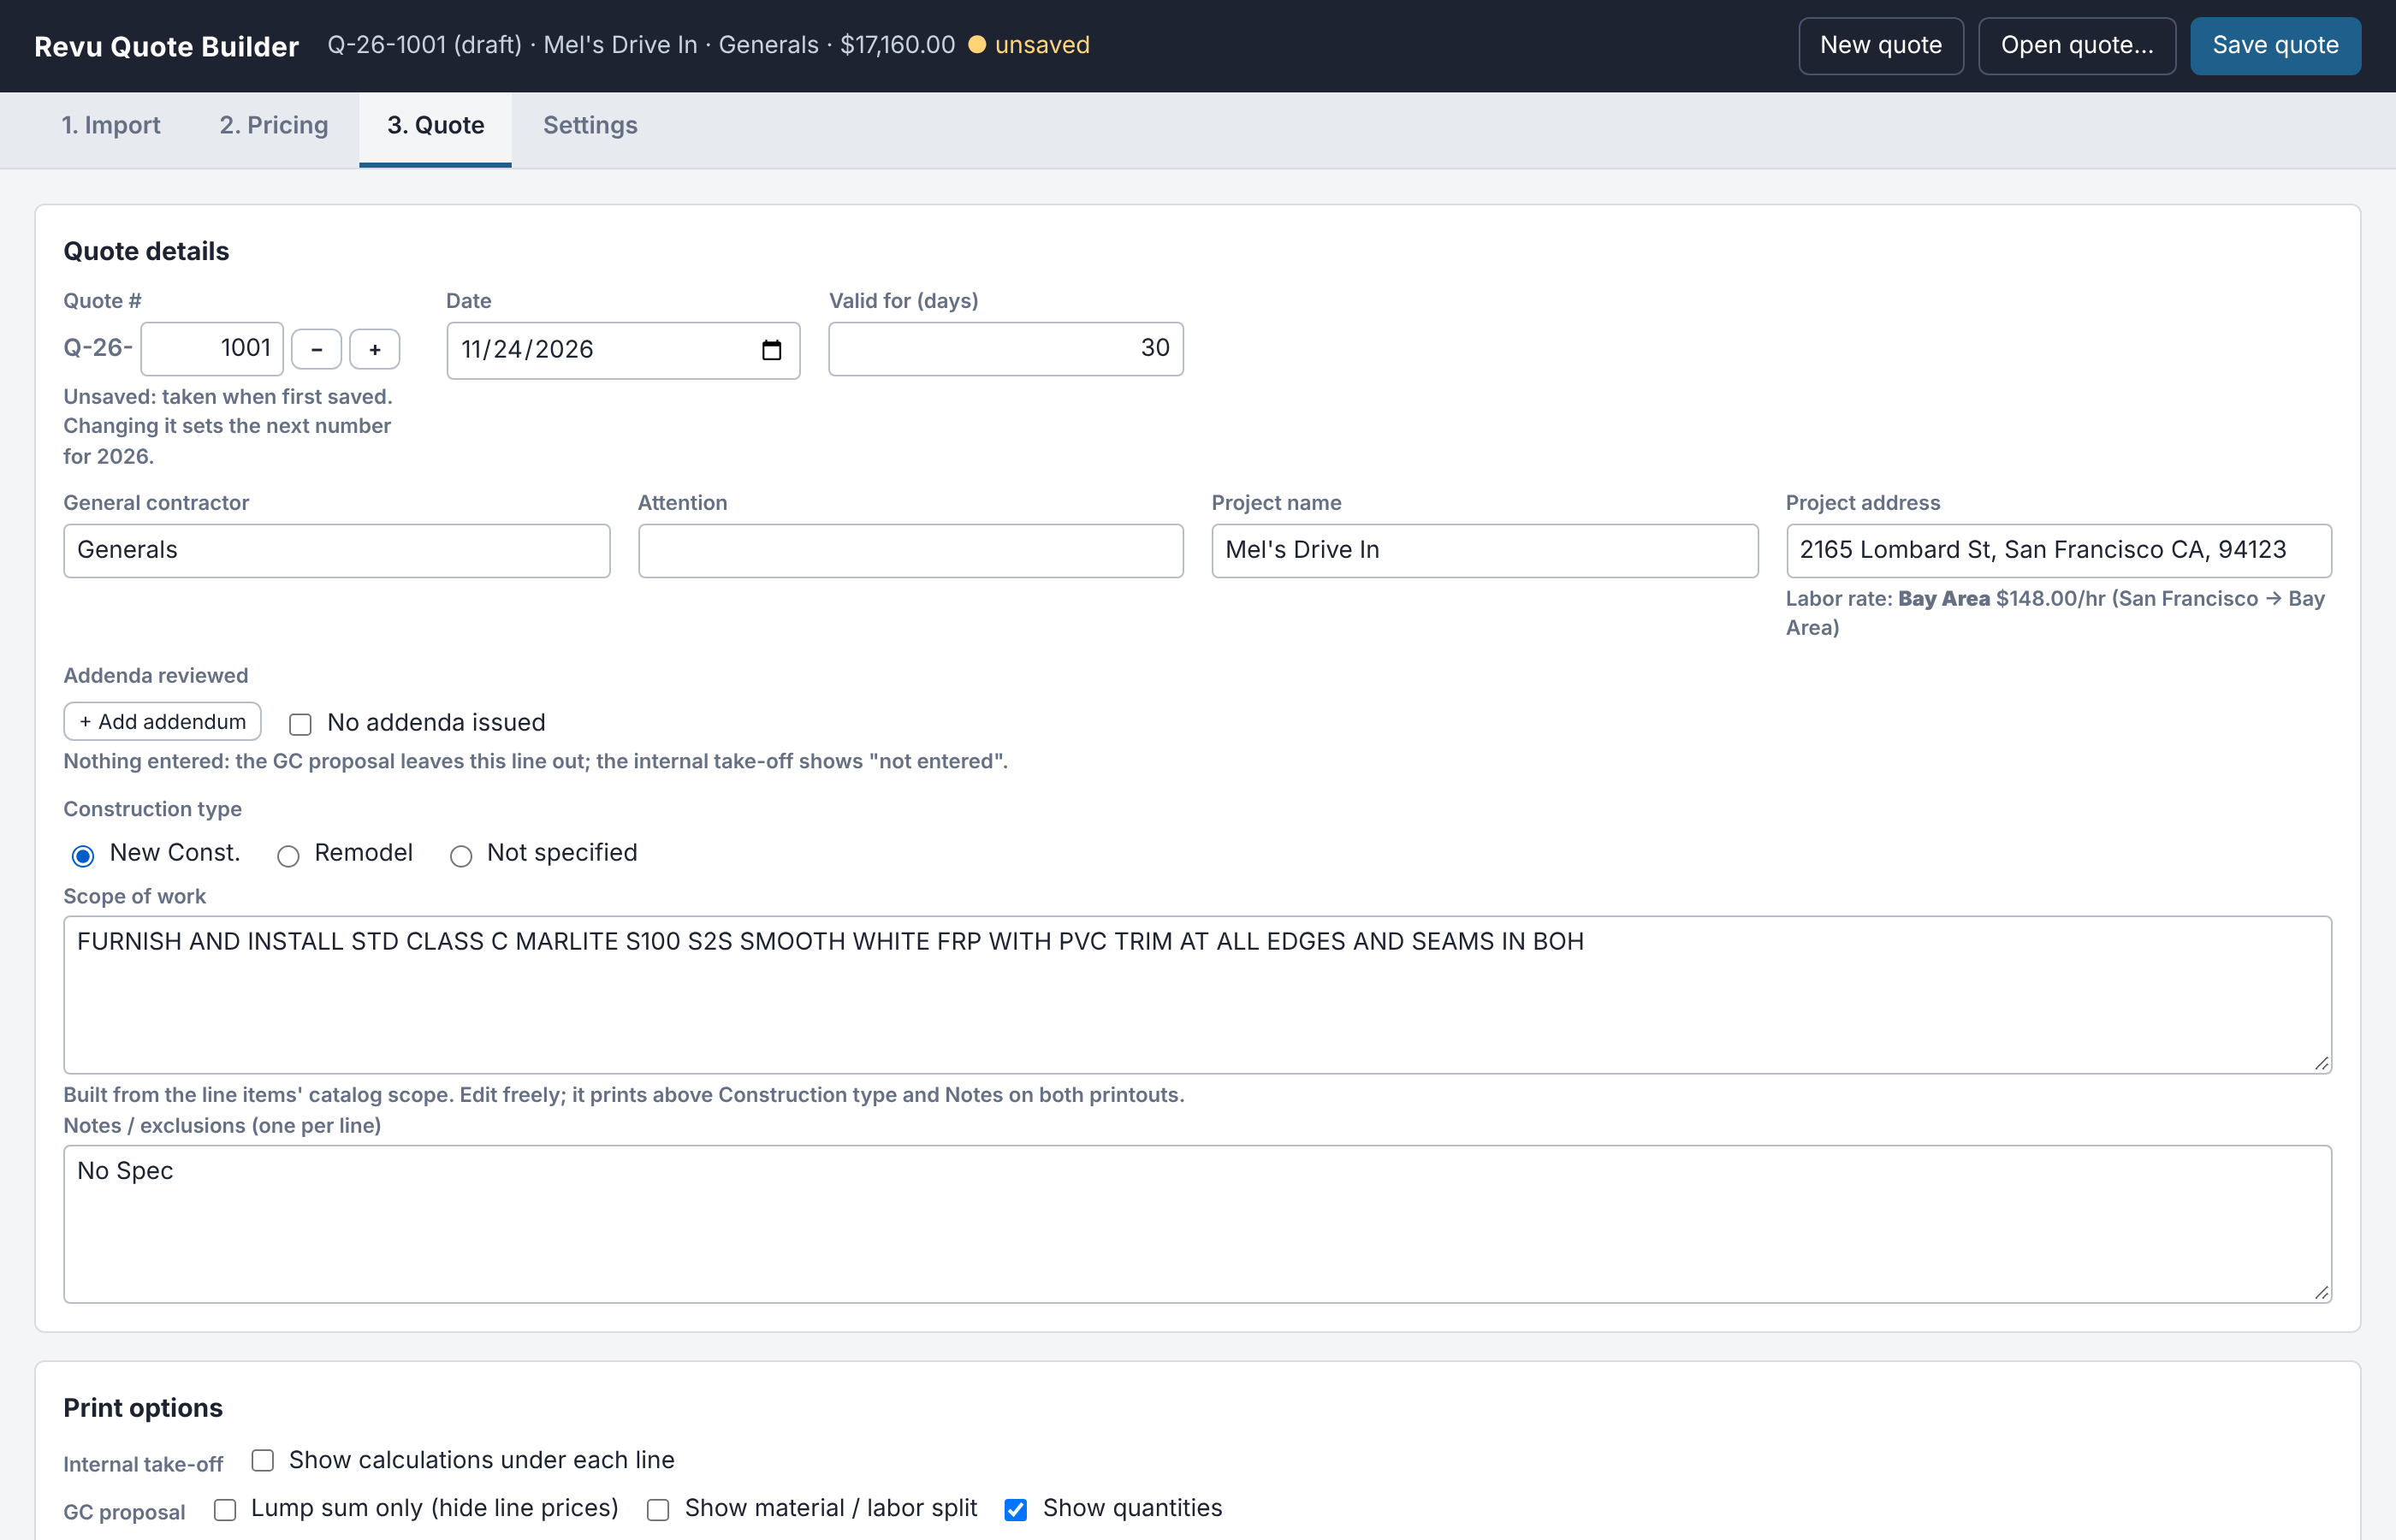 Revu Quote Builder Q-26-1001 (draft) · Mel's Drive In · Generals · $17,160.00 unsaved New quote Open quote... Save quote
1. Import 2. Pricing 3. Quote Settings
Quote details
Quote # Date Valid for (days)
Q-26- 1001 – + 11/24/2026 30
Unsaved: taken when first saved.
Changing it sets the next number
for 2026.
General contractor Attention Project name Project address
Generals Mel's Drive In 2165 Lombard St, San Francisco CA, 94123
Labor rate: Bay Area $148.00/hr (San Francisco → Bay
Area)
Addenda reviewed
+ Add addendum No addenda issued
Nothing entered: the GC proposal leaves this line out; the internal take-off shows "not entered".
Construction type
New Const. Remodel Not specified
Scope of work
FURNISH AND INSTALL STD CLASS C MARLITE S100 S2S SMOOTH WHITE FRP WITH PVC TRIM AT ALL EDGES AND SEAMS IN BOH
Built from the line items' catalog scope. Edit freely; it prints above Construction type and Notes on both printouts.
Notes / exclusions (one per line)
No Spec
Print options
Internal take-off Show calculations under each line
GC proposal Lump sum only (hide line prices) Show material / labor split Show quantities